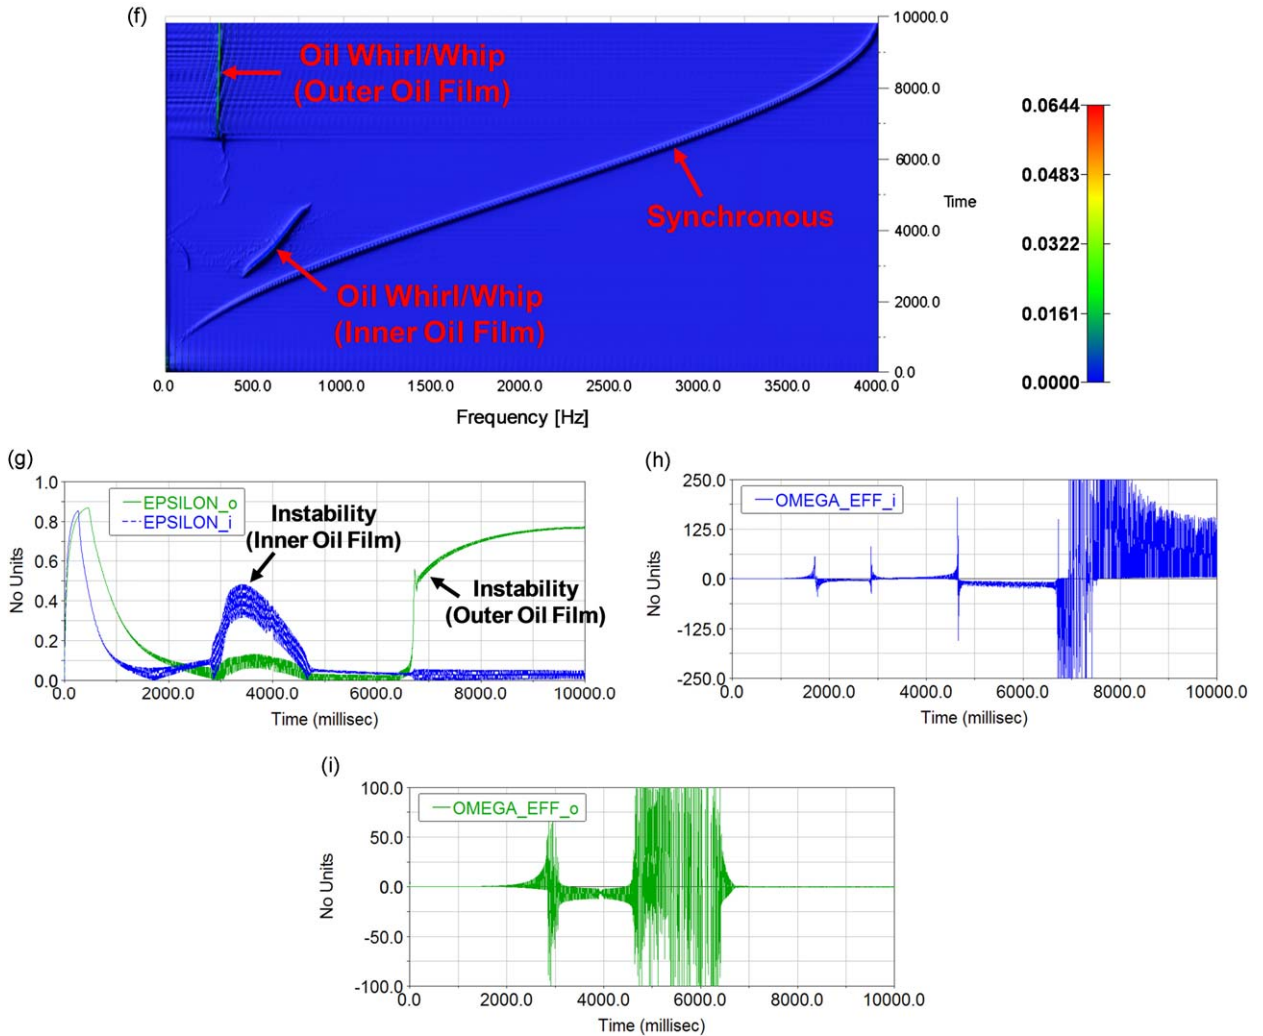 (f)
10000.0
Oil Whirl/Whip
(Outer Oil Film)
8000.0
0.0644
6000.0
0.0483
Synchronous
Time
0.0322
4000.0
Oil Whirl/Whip
(Inner Oil Film)
2000.0
0.0161
0.0
0.0000
0.0 500.0 1000.0 1500.0 2000.0 2500.0 3000.0 3500.0 4000.0
Frequency [Hz]
(g)
1.0
0.8
0.6
0.4
0.2
0.0
No Units
EPSILON_o
EPSILON_i
Instability
(Inner Oil Film)
Instability
(Outer Oil Film)
0.0 2000.0 4000.0 6000.0 8000.0 10000.0
Time (millisec)
(h)
250.0
125.0
0.0
-125.0
-250.0
No Units
OMEGA_EFF_i
0.0 2000.0 4000.0 6000.0 8000.0 10000.0
Time (millisec)
(i)
100.0
50.0
0.0
-50.0
-100.0
No Units
OMEGA_EFF_o
0.0 2000.0 4000.0 6000.0 8000.0 10000.0
Time (millisec)